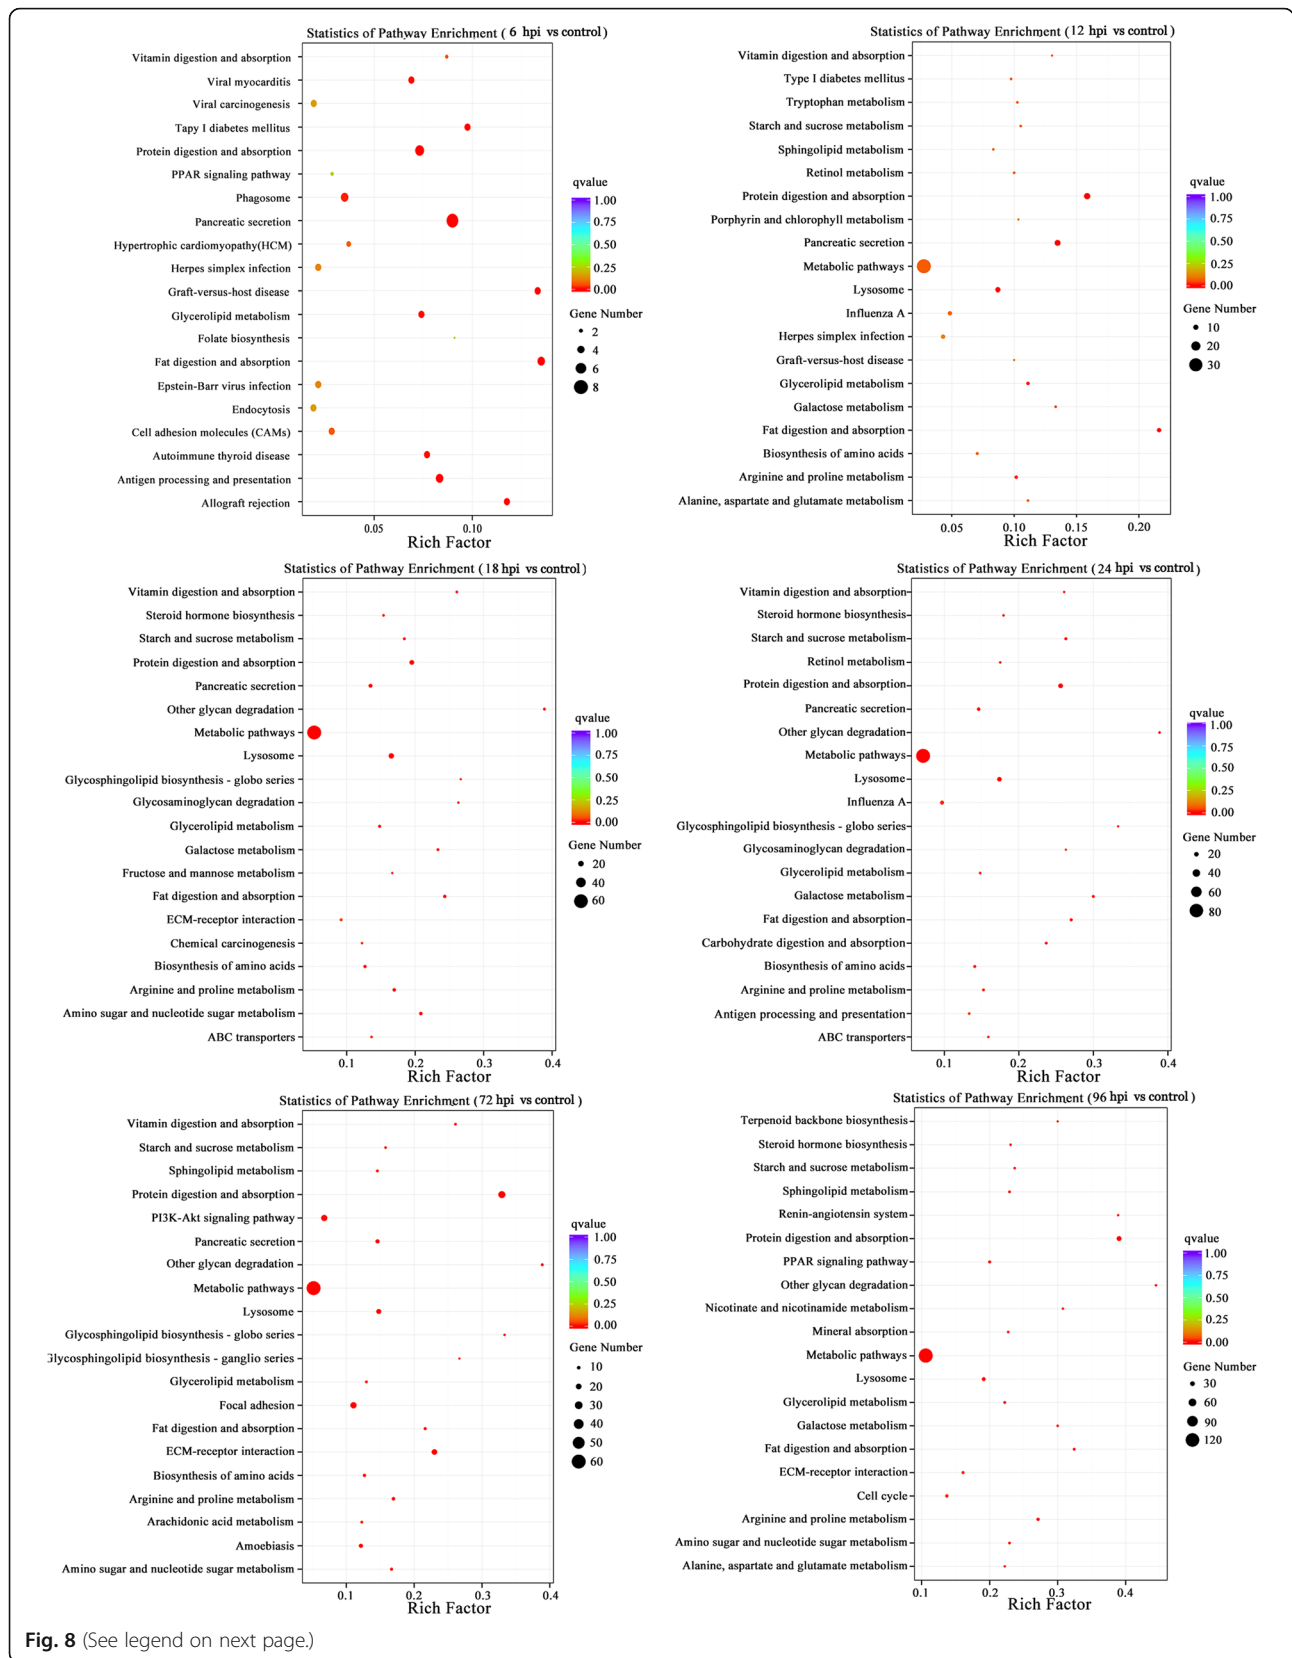 Statistics of Pathway Enrichment ( 6 hpi vs control)
Vitamin digestion and absorption
Viral myocarditis
Viral carcinogenesis
Tapy I diabetes mellitus
Protein digestion and absorption
PPAR signaling pathway
Phagosome
Pancreatic secretion
Hypertrophic cardiomyopathy(HCM)
Herpes simplex infection
Graft-versus-host disease
Glycerolipid metabolism
Folate biosynthesis
Fat digestion and absorption
Epstein-Barr virus infection
Endocytosis
Cell adhesion molecules (CAMs)
Autoimmune thyroid disease
Antigen processing and presentation
Allograft rejection
0.05 0.10
Rich Factor
qvalue
1.00
0.75
0.50
0.25
0.00
Gene Number
2
4
6
8
Statistics of Pathway Enrichment (12 hpi vs control)
Vitamin digestion and absorption
Type I diabetes mellitus
Tryptophan metabolism
Starch and sucrose metabolism
Sphingolipid metabolism
Retinol metabolism
Protein digestion and absorption
Porphyrin and chlorophyll metabolism
Pancreatic secretion
Metabolic pathways
Lysosome
Influenza A
Herpes simplex infection
Graft-versus-host disease
Glycerolipid metabolism
Galactose metabolism
Fat digestion and absorption
Biosynthesis of amino acids
Arginine and proline metabolism
Alanine, aspartate and glutamate metabolism
0.05 0.10 0.15 0.20
Rich Factor
qvalue
1.00
0.75
0.50
0.25
0.00
Gene Number
10
20
30
Statistics of Pathway Enrichment (18 hpi vs control)
Vitamin digestion and absorption
Steroid hormone biosynthesis
Starch and sucrose metabolism
Protein digestion and absorption
Pancreatic secretion
Other glycan degradation
Metabolic pathways
Lysosome
Glycosphingolipid biosynthesis - globo series
Glycosaminoglycan degradation
Glycerolipid metabolism
Galactose metabolism
Fructose and mannose metabolism
Fat digestion and absorption
ECM-receptor interaction
Chemical carcinogenesis
Biosynthesis of amino acids
Arginine and proline metabolism
Amino sugar and nucleotide sugar metabolism
ABC transporters
0.1 0.2 0.3 0.4
Rich Factor
qvalue
1.00
0.75
0.50
0.25
0.00
Gene Number
20
40
60
Statistics of Pathway Enrichment (24 hpi vs control)
Vitamin digestion and absorption
Steroid hormone biosynthesis
Starch and sucrose metabolism
Retinol metabolism
Protein digestion and absorption
Pancreatic secretion
Other glycan degradation
Metabolic pathways
Lysosome
Influenza A
Glycosphingolipid biosynthesis - globo series
Glycosaminoglycan degradation
Glycerolipid metabolism
Galactose metabolism
Fat digestion and absorption
Carbohydrate digestion and absorption
Biosynthesis of amino acids
Arginine and proline metabolism
Antigen processing and presentation
ABC transporters
0.1 0.2 0.3 0.4
Rich Factor
qvalue
1.00
0.75
0.50
0.25
0.00
Gene Number
20
40
60
80
Statistics of Pathway Enrichment (72 hpi vs control)
Vitamin digestion and absorption
Starch and sucrose metabolism
Sphingolipid metabolism
Protein digestion and absorption
PI3K-Akt signaling pathway
Pancreatic secretion
Other glycan degradation
Metabolic pathways
Lysosome
Glycosphingolipid biosynthesis - globo series
Glycosphingolipid biosynthesis - ganglio series
Glycerolipid metabolism
Focal adhesion
Fat digestion and absorption
ECM-receptor interaction
Biosynthesis of amino acids
Arginine and proline metabolism
Arachidonic acid metabolism
Amoebiasis
Amino sugar and nucleotide sugar metabolism
0.1 0.2 0.3 0.4
Rich Factor
qvalue
1.00
0.75
0.50
0.25
0.00
Gene Number
10
20
30
40
50
60
Statistics of Pathway Enrichment (96 hpi vs control)
Terpenoid backbone biosynthesis
Steroid hormone biosynthesis
Starch and sucrose metabolism
Sphingolipid metabolism
Renin-angiotensin system
Protein digestion and absorption
PPAR signaling pathway
Other glycan degradation
Nicotinate and nicotinamide metabolism
Mineral absorption
Metabolic pathways
Lysosome
Glycerolipid metabolism
Galactose metabolism
Fat digestion and absorption
ECM-receptor interaction
Cell cycle
Arginine and proline metabolism
Amino sugar and nucleotide sugar metabolism
Alanine, aspartate and glutamate metabolism
0.1 0.2 0.3 0.4
Rich Factor
qvalue
1.00
0.75
0.50
0.25
0.00
Gene Number
30
60
90
120
Fig. 8 (See legend on next page.)